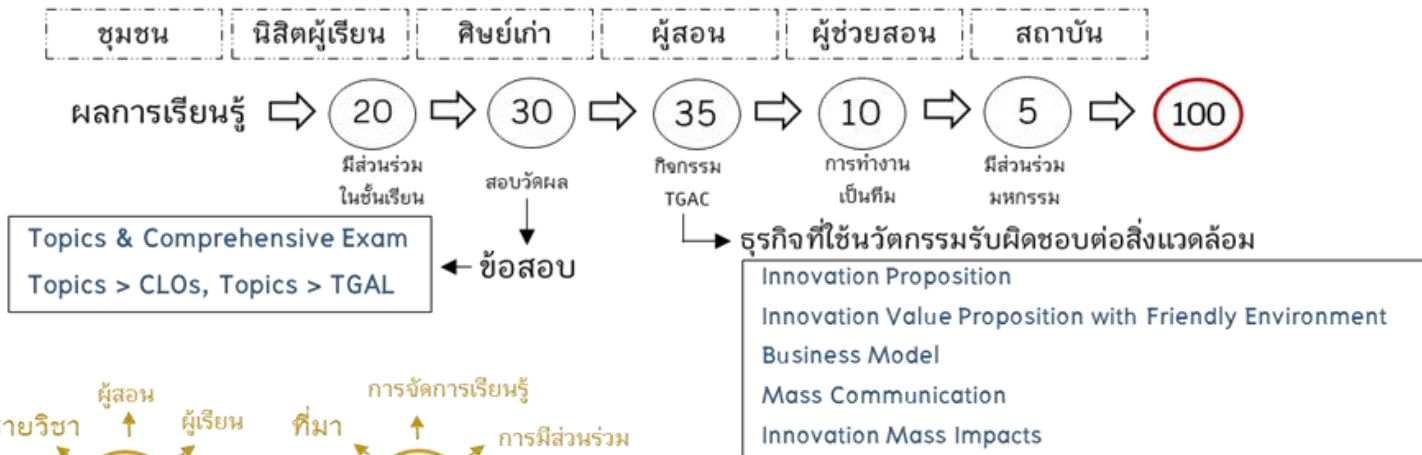 ชุมชน นิสิตผู้เรียน ศิษย์เก่า ผู้สอน ผู้ช่วยสอน สถาบัน
ผลการเรียนรู้ 20 30 35 10 5 100
มีส่วนร่วม
ในชั้นเรียน
สอบวัดผล
กิจกรรม
TGAC
การทำงาน
เป็นทีม
มีส่วนร่วม
มหกรรม
Topics & Comprehensive Exam
Topics > CLOs, Topics > TGAL
ข้อสอบ
ธุรกิจที่ใช้นวัตกรรมรับผิดชอบต่อสิ่งแวดล้อม
Innovation Proposition
Innovation Value Proposition with Friendly Environment
Business Model
Mass Communication
Innovation Mass Impacts
ผู้สอน
ายวิชา ผู้เรียน
การจัดการเรียนรู้
ที่มา การมีส่วนร่วม